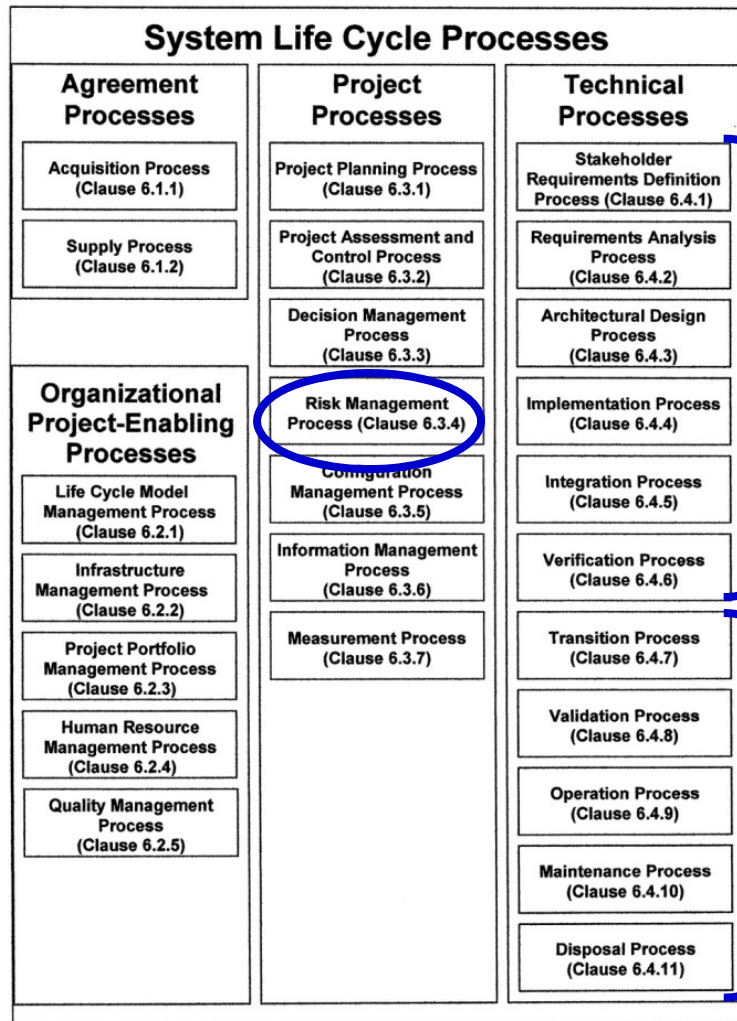 System Life Cycle Processes
Agreement
Processes
Acquisition Process
(Clause 6.1.1)
Supply Process
(Clause 6.1.2)
Organizational
Project-Enabling
Processes
Life Cycle Model
Management Process
(Clause 6.2.1)
Infrastructure
Management Process
(Clause 6.2.2)
Project Portfolio
Management Process
(Clause 6.2.3)
Human Resource
Management Process
(Clause 6.2.4)
Quality Management
Process
(Clause 6.2.5)
Project
Processes
Project Planning Process
(Clause 6.3.1)
Project Assessment and
Control Process
(Clause 6.3.2)
Decision Management
Process
(Clause 6.3.3)
Risk Management
Process (Clause 6.3.4)
Configuration
Management Process
(Clause 6.3.5)
Information Management
Process
(Clause 6.3.6)
Measurement Process
(Clause 6.3.7)
Technical
Processes
Stakeholder
Requirements Definition
Process (Clause 6.4.1)
Requirements Analysis
Process
(Clause 6.4.2)
Architectural Design
Process
(Clause 6.4.3)
Implementation Process
(Clause 6.4.4)
Integration Process
(Clause 6.4.5)
Verification Process
(Clause 6.4.6)
Transition Process
(Clause 6.4.7)
Validation Process
(Clause 6.4.8)
Operation Process
(Clause 6.4.9)
Maintenance Process
(Clause 6.4.10)
Disposal Process
(Clause 6.4.11)